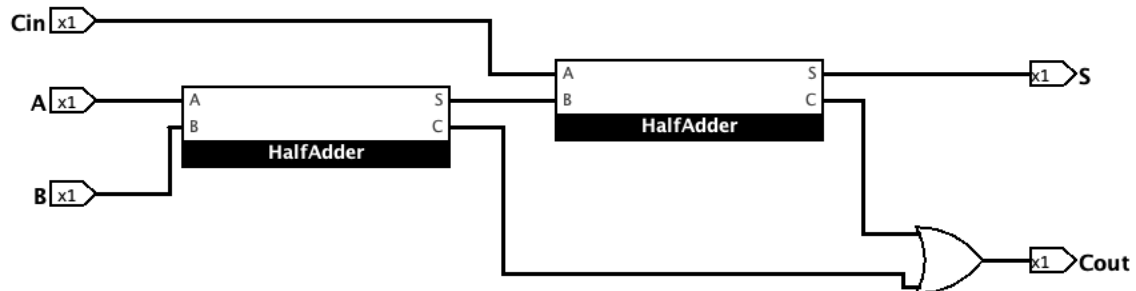 Cin x1
A S
x1 S
A x1
A S
B C
B C
HalfAdder
HalfAdder
B x1
x1 Cout